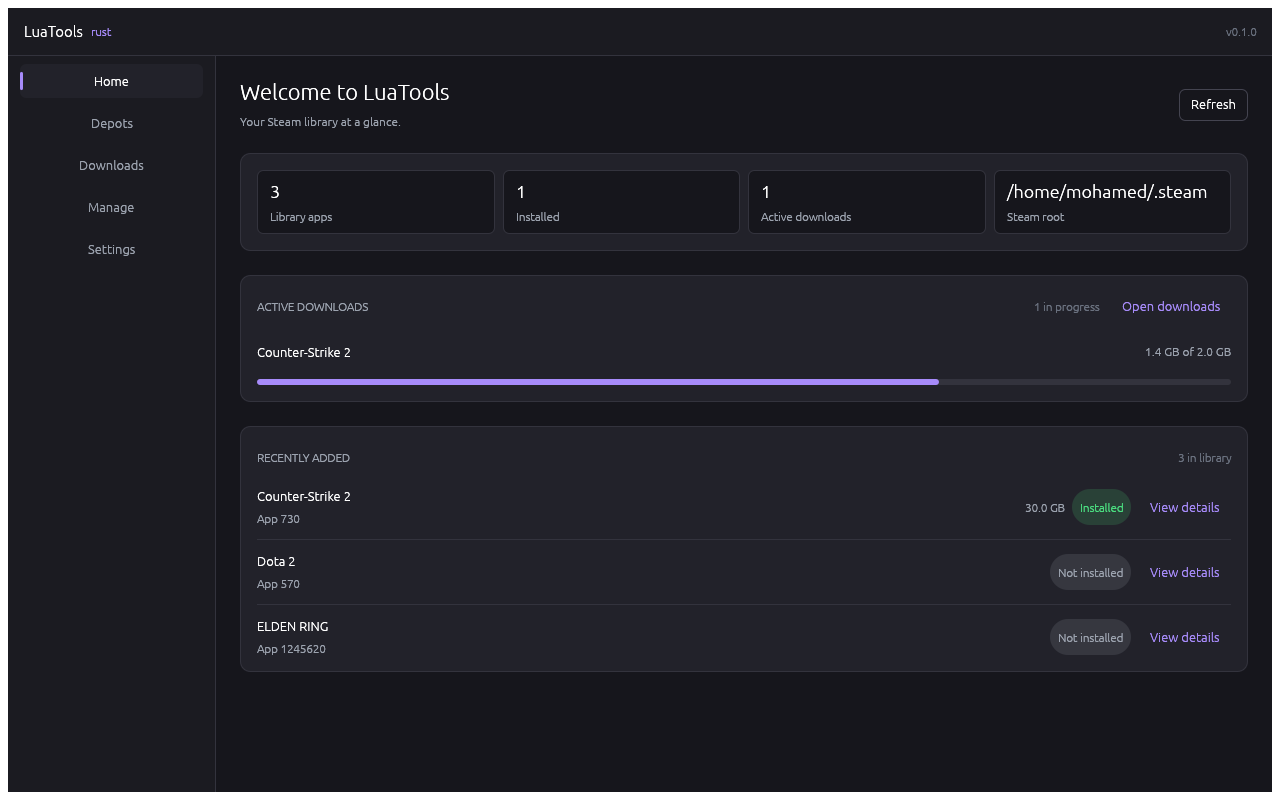 LuaTools rust
v0.1.0
Home
Depots
Downloads
Manage
Settings
Welcome to LuaTools
Your Steam library at a glance.
Refresh
3
Library apps
1
Installed
1
Active downloads
/home/mohamed/.steam
Steam root
ACTIVE DOWNLOADS
1 in progress
Open downloads
Counter-Strike 2
1.4 GB of 2.0 GB
RECENTLY ADDED
3 in library
Counter-Strike 2
App 730
30.0 GB
Installed
View details
Dota 2
App 570
Not installed
View details
ELDEN RING
App 1245620
Not installed
View details